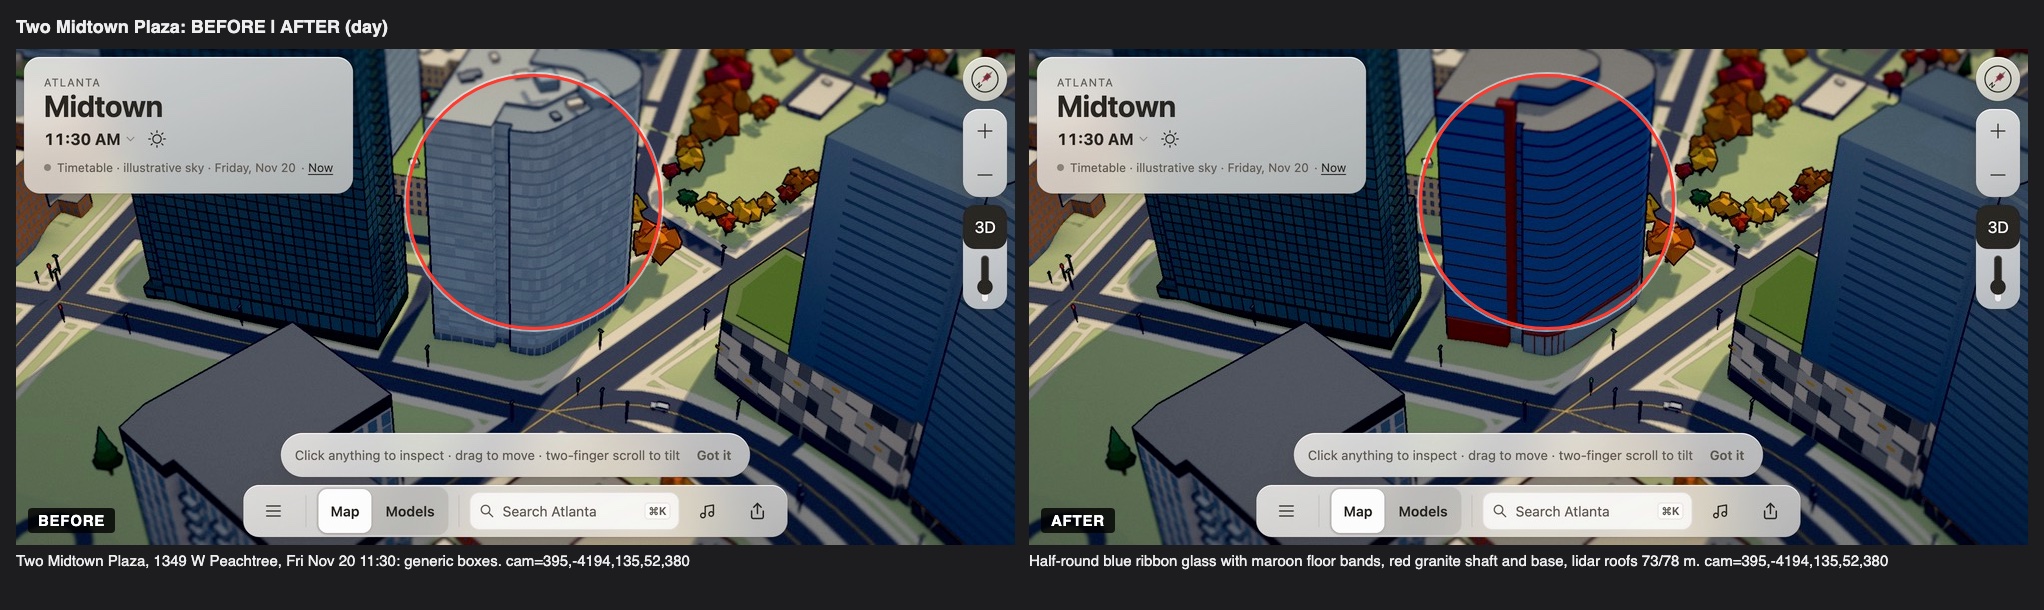 Two Midtown Plaza: BEFORE | AFTER (day)
ATLANTA
Midtown
11:30 AM
Timetable · illustrative sky · Friday, Nov 20 · Now
3D
Click anything to inspect · drag to move · two-finger scroll to tilt Got it
Map Models Search Atlanta ⌘K
BEFORE
Two Midtown Plaza, 1349 W Peachtree, Fri Nov 20 11:30: generic boxes. cam=395,-4194,135,52,380
ATLANTA
Midtown
11:30 AM
Timetable · illustrative sky · Friday, Nov 20 · Now
3D
Click anything to inspect · drag to move · two-finger scroll to tilt Got it
Map Models Search Atlanta ⌘K
AFTER
Half-round blue ribbon glass with maroon floor bands, red granite shaft and base, lidar roofs 73/78 m. cam=395,-4194,135,52,380